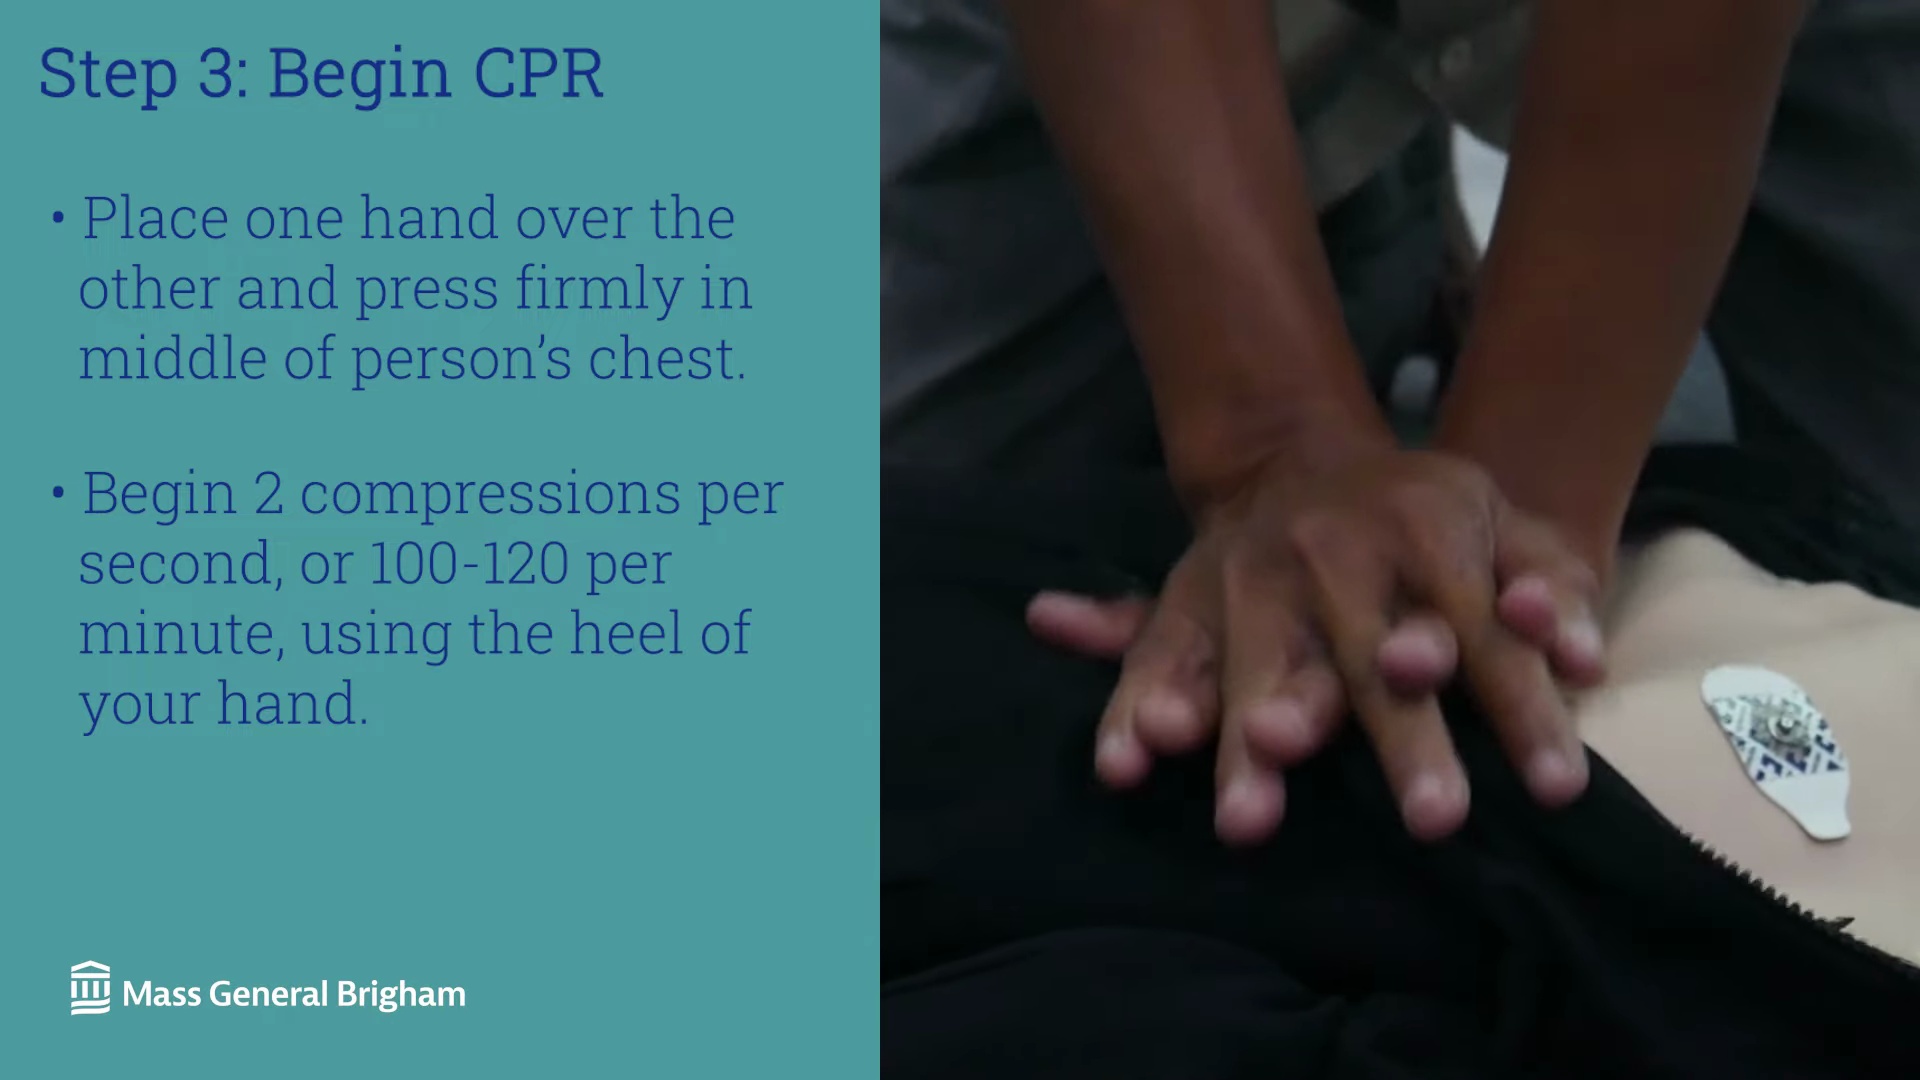 Step 3: Begin CPR
• Place one hand over the
other and press firmly in
middle of person’s chest.
• Begin 2 compressions per
second, or 100-120 per
minute, using the heel of
your hand.
Mass General Brigham